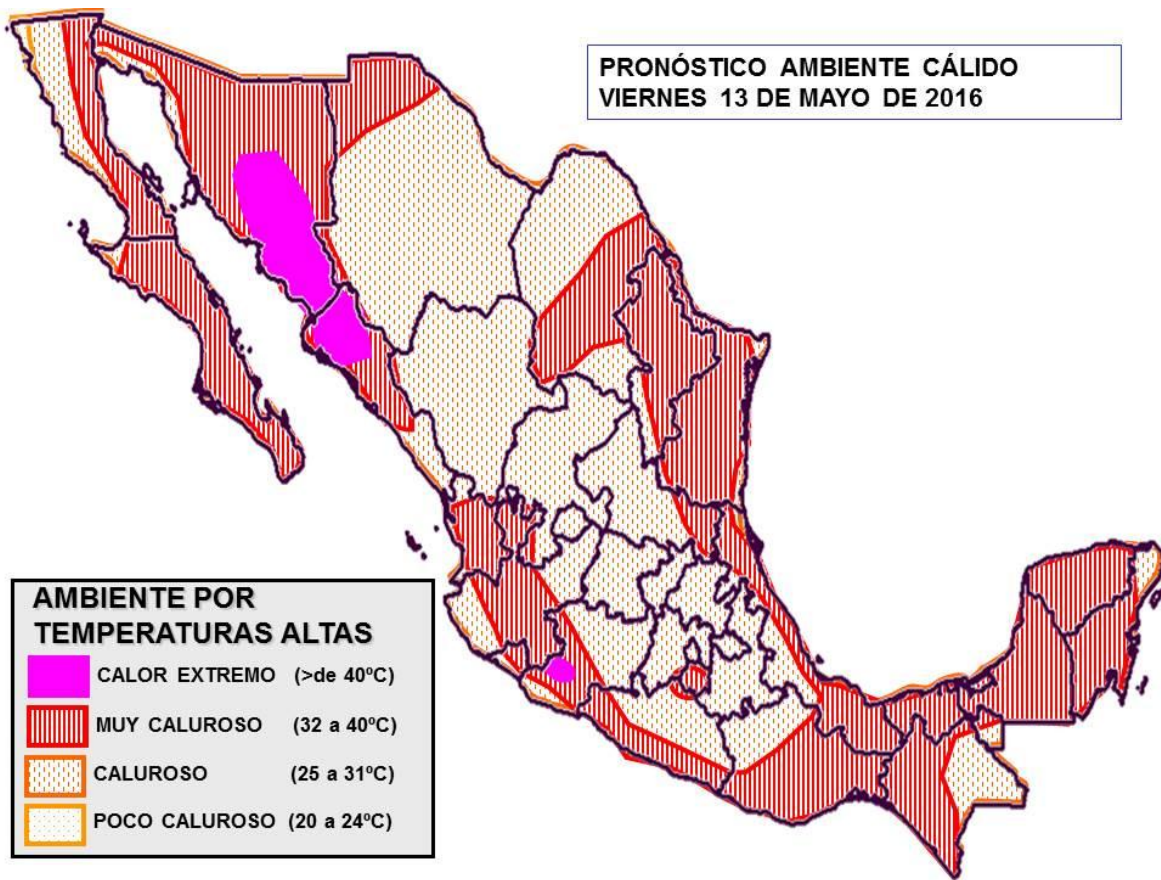 PRONÓSTICO AMBIENTE CÁLIDO
VIERNES 13 DE MAYO DE 2016
AMBIENTE POR
TEMPERATURAS ALTAS
CALOR EXTREMO (>de 40ºC)
MUY CALUROSO (32 a 40ºC)
CALUROSO (25 a 31ºC)
POCO CALUROSO (20 a 24ºC)